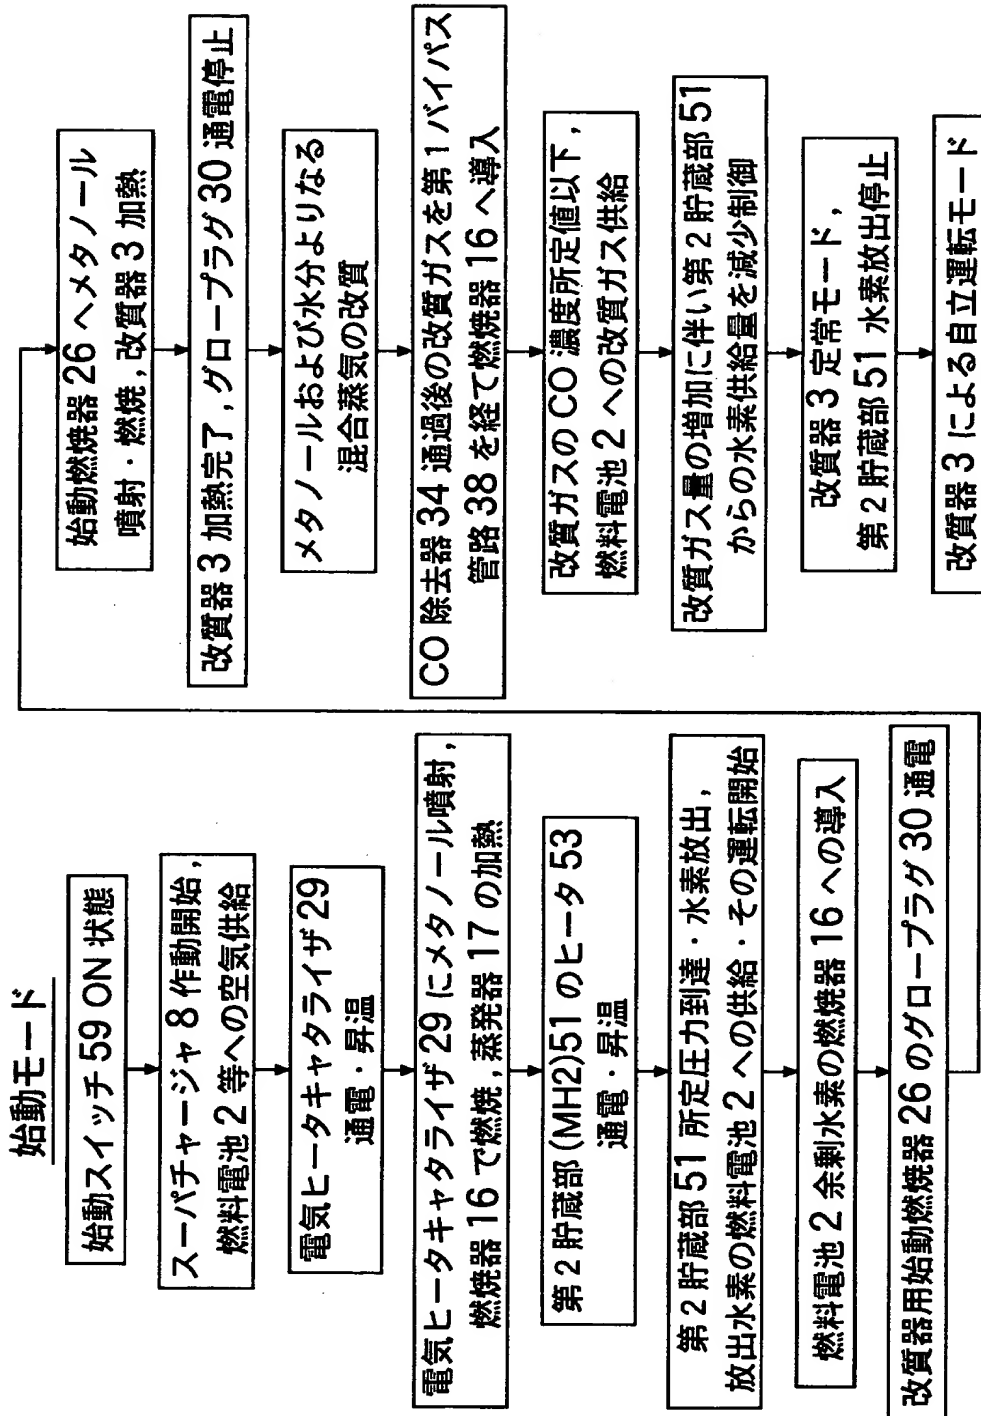 始動モード
始動スイッチ 59 ON 状態
スーパチャージャ 8 作動開始,
燃料電池 2 等への空気供給
電気ヒータキャタライザ 29
通電・昇温
電気ヒータキャタライザ 29 にメタノール噴射,
燃焼器 16 で燃焼, 蒸発器 17 の加熱
第 2 貯蔵部 (MH2) 51 のヒータ 53
通電・昇温
第 2 貯蔵部 51 所定圧力到達・水素放出,
放出水素の燃料電池 2 への供給・その運転開始
燃料電池 2 余剰水素の燃焼器 16 への導入
改質器用始動燃焼器 26 のグロープラグ 30 通電
始動燃焼器 26 へメタノール
噴射・燃焼, 改質器 3 加熱
改質器 3 加熱完了, グロープラグ 30 通電停止
メタノールおよび水分よりなる
混合蒸気の改質
CO 除去器 34 通過後の改質ガスを第 1 バイパス
管路 38 を経て燃焼器 16 へ導入
改質ガスの CO 濃度所定値以下,
燃料電池 2 への改質ガス供給
改質ガス量の増加に伴い第 2 貯蔵部 51
からの水素供給量を減少制御
改質器 3 定常モード,
第 2 貯蔵部 51 水素放出停止
改質器 3 による自立運転モード